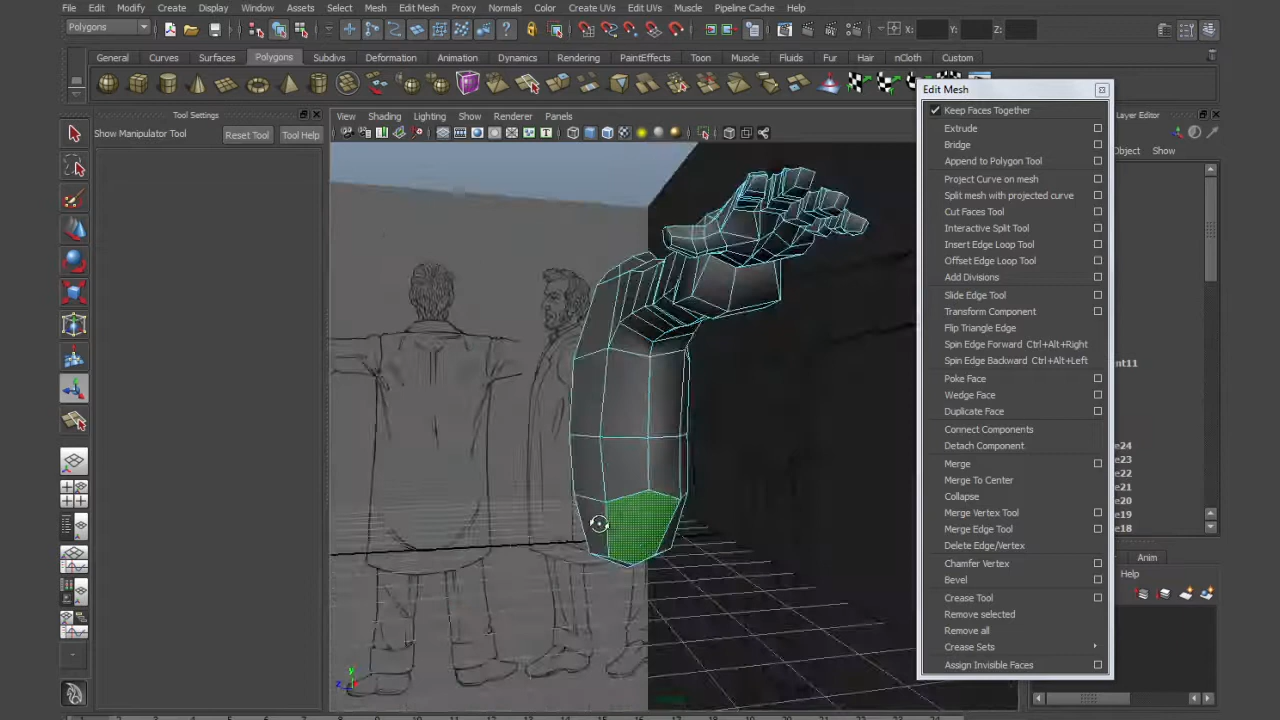 File Edit Modify Create Display Window Assets Select Mesh Edit Mesh Proxy Normals Color Create UVs Edit UVs Muscle Pipeline Cache Help
Polygons X: Y: Z:
General Curves Surfaces Polygons Subdivs Deformation Animation Dynamics Rendering PaintEffects Toon Muscle Fluids Fur Hair nCloth Custom
Tool Settings
Show Manipulator Tool Reset Tool Tool Help
View Shading Lighting Show Renderer Panels
Edit Mesh
Keep Faces Together
Extrude
Bridge
Append to Polygon Tool
Project Curve on mesh
Split mesh with projected curve
Cut Faces Tool
Interactive Split Tool
Insert Edge Loop Tool
Offset Edge Loop Tool
Add Divisions
Slide Edge Tool
Transform Component
Flip Triangle Edge
Spin Edge Forward Ctrl+Alt+Right
Spin Edge Backward Ctrl+Alt+Left
Poke Face
Wedge Face
Duplicate Face
Connect Components
Detach Component
Merge
Merge To Center
Collapse
Merge Vertex Tool
Merge Edge Tool
Delete Edge/Vertex
Chamfer Vertex
Bevel
Crease Tool
Remove selected
Remove all
Crease Sets
Assign Invisible Faces
Layer Editor
Object Show
nt11
e24
e23
e22
e21
e20
e19
e18
Anim
Help
y
z